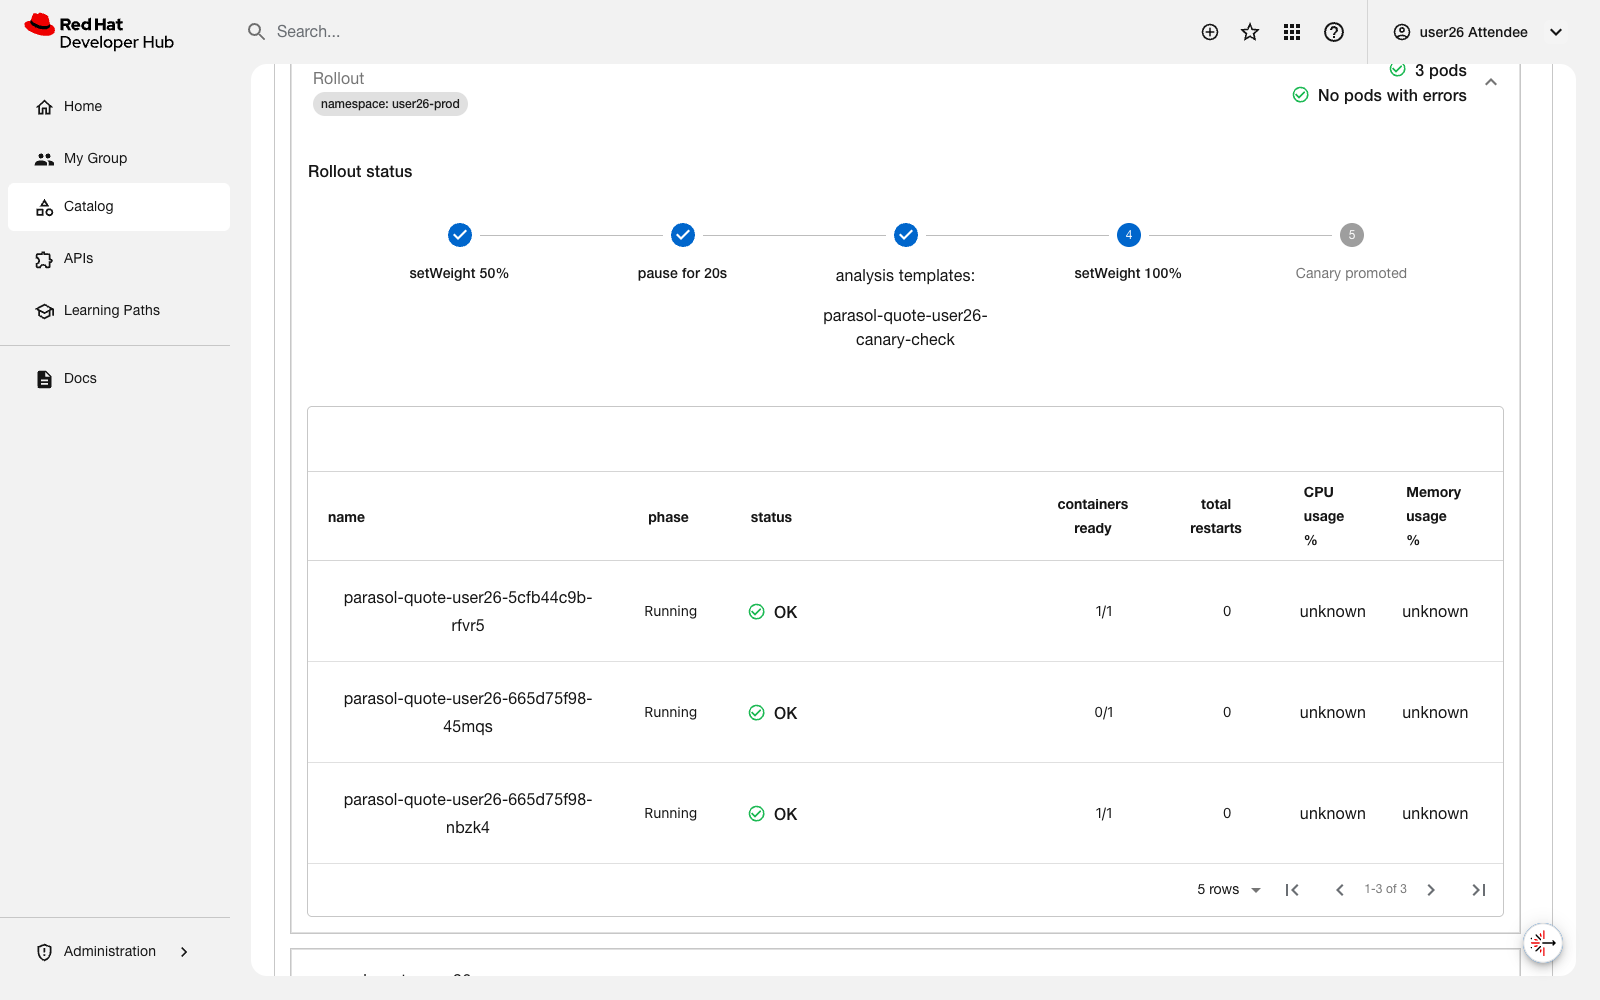 Red Hat
Developer Hub
Search...
user26 Attendee
Home
My Group
Catalog
APIs
Learning Paths
Docs
Administration
Rollout
namespace: user26-prod
3 pods
No pods with errors
Rollout status
4
5
setWeight 50%
pause for 20s
analysis templates:
parasol-quote-user26-
canary-check
setWeight 100%
Canary promoted
name
phase
status
containers
ready
total
restarts
CPU
usage
%
Memory
usage
%
parasol-quote-user26-5cfb44c9b-
rfvr5
Running
OK
1/1
0
unknown
unknown
parasol-quote-user26-665d75f98-
45mqs
Running
OK
0/1
0
unknown
unknown
parasol-quote-user26-665d75f98-
nbzk4
Running
OK
1/1
0
unknown
unknown
5 rows
1-3 of 3